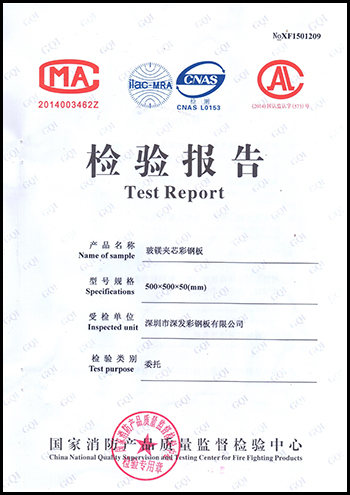 №XF1501209
MA
2014003462Z
ilac-MRA
CNAS
检 测
CNAS L0153
CAL
检验报告
Test Report
产品名称
Name of sample
玻镁夹芯彩钢板
型号规格
Specifications
500×500×50(mm)
受检单位
Inspected unit
深圳市深发彩钢板有限公司
检验类别
Test purpose
委托
国家消防产品质量监督检验中心
China National Quality Supervision and Testing Center for Fire Fighting Products
GQI